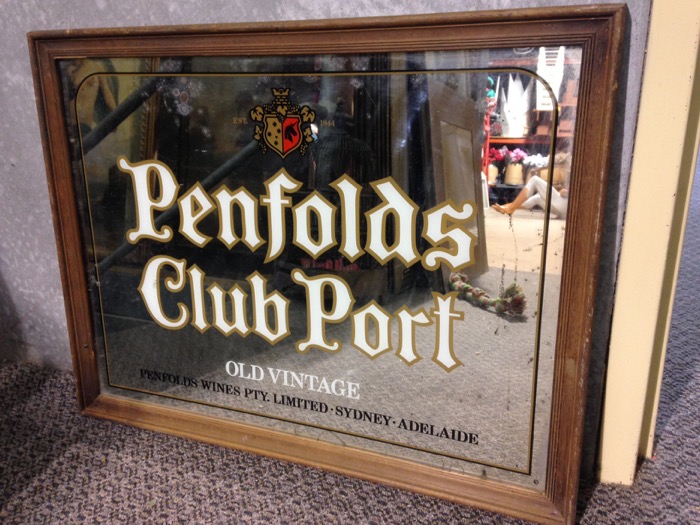 EST. 1844
Penfolds
Club Port
OLD VINTAGE
PENFOLDS WINES PTY. LIMITED · SYDNEY · ADELAIDE